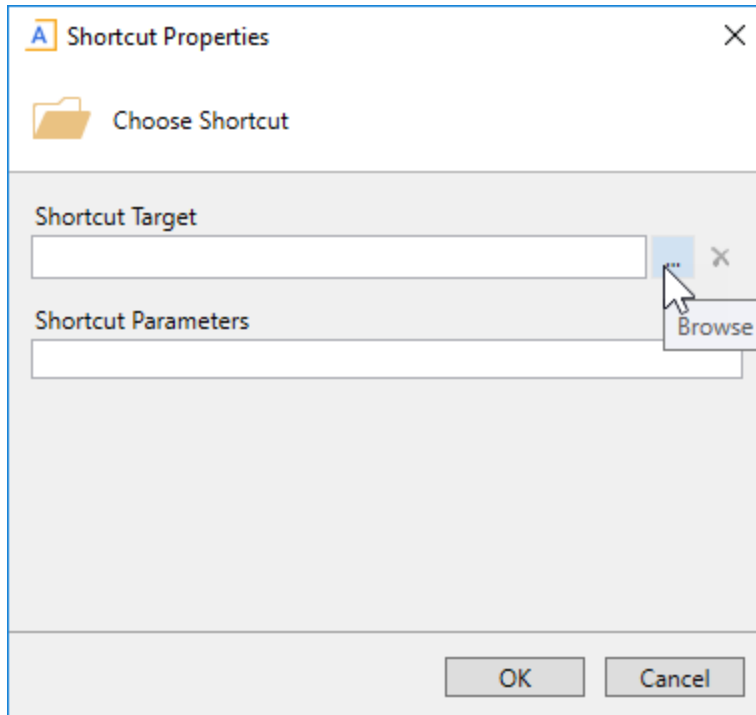 A Shortcut Properties
Choose Shortcut
Shortcut Target
...
Shortcut Parameters
Browse
OK Cancel